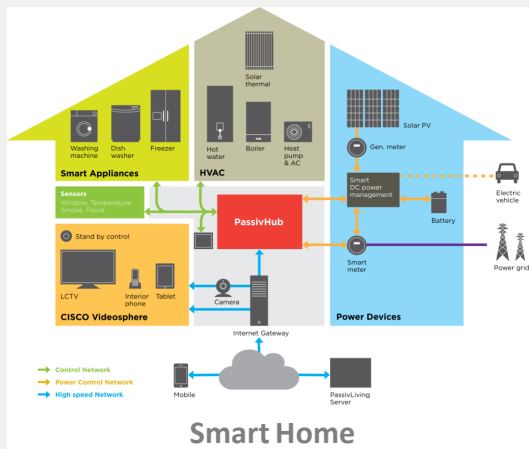 Solar
thermal
Washing
machine
Dish
washer
Freezer
Smart Appliances
Hot
water
Boiler
Heat
pump
& AC
HVAC
Solar PV
Gen. meter
Smart
DC power
management
Battery
Electric
vehicle
Smart
meter
Power grid
Power Devices
Sensors
Window, Temperature
Smoke, Flood
PassivHub
Stand by control
LCTV
Interior
phone
Tablet
CISCO Videosphere
Camera
Internet Gateway
Control Network
Power Control Network
High speed Network
Mobile
PassivLiving
Server
Smart Home